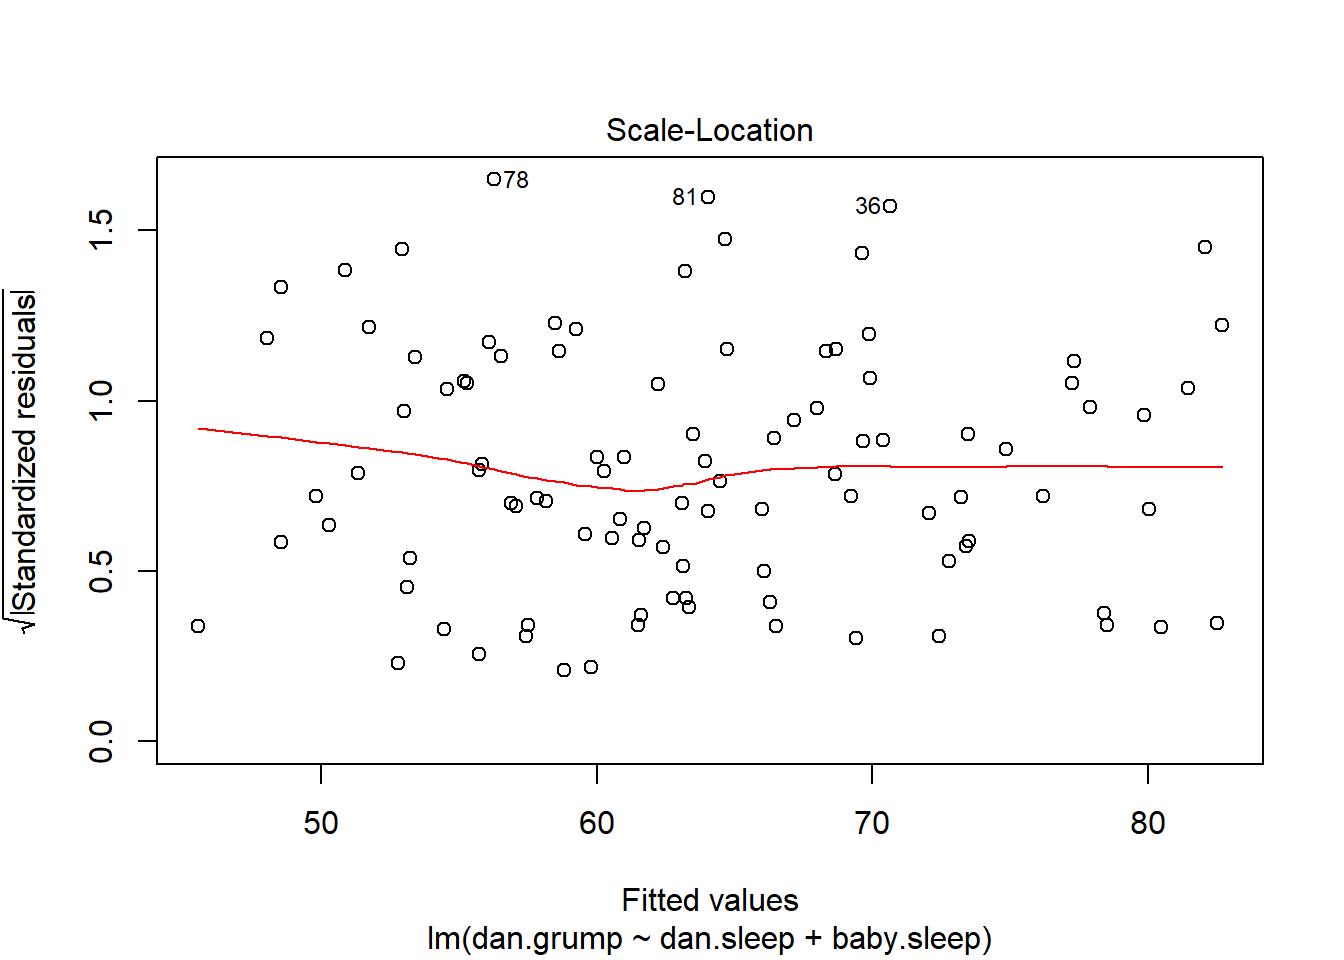 Scale-Location
78
81
36
√|Standardized residuals|
1.5
1.0
0.5
0.0
50 60 70 80
Fitted values
lm(dan.grump ~ dan.sleep + baby.sleep)